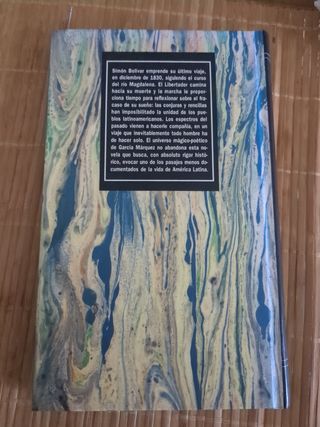 Simón Bolívar emprende su último viaje,
en diciembre de 1830, siguiendo el curso
del río Magdalena. El Libertador camina
hacia su muerte y la marcha le propor-
ciona tiempo para reflexionar sobre el fra-
caso de su sueño: las conjuras y rencillas
han imposibilitado la unidad de los pue-
blos latinoamericanos. Los espectros del
pasado vienen a hacerle compañía, en un
viaje que inevitablemente todo hombre ha
de hacer solo. El universo mágico-poético
de García Márquez no abandona esta no-
vela que busca, con absoluto rigor histó-
rico, evocar uno de los pasajes menos do-
cumentados de la vida de América Latina.